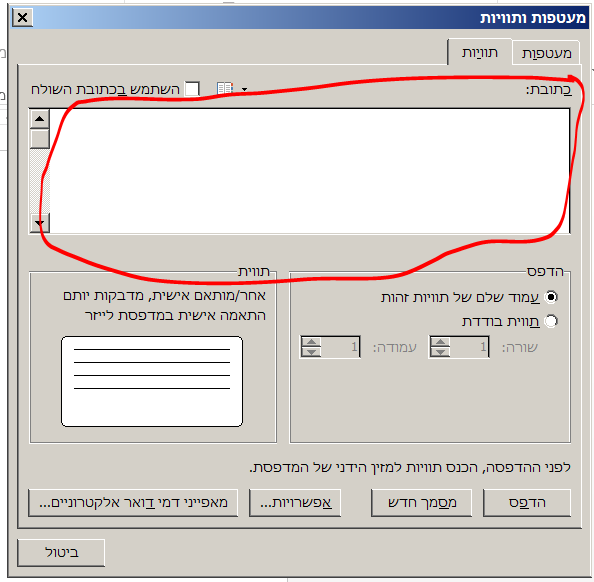 מעטפות ותוויות
מעטפות
תוויות
כתובת:
השתמש בכתובת השולח
הדפס
עמוד שלם של תוויות זהות
תווית בודדת
שורה: 1 עמודה: 1
תווית
אחר/מותאם אישית, מדבקות יותם
התאמה אישית במדפסת לייזר
לפני ההדפסה, הכנס תוויות למזין הידני של המדפסת.
הדפס
מסמך חדש
אפשרויות...
מאפייני דמי דואר אלקטרוניים...
ביטול